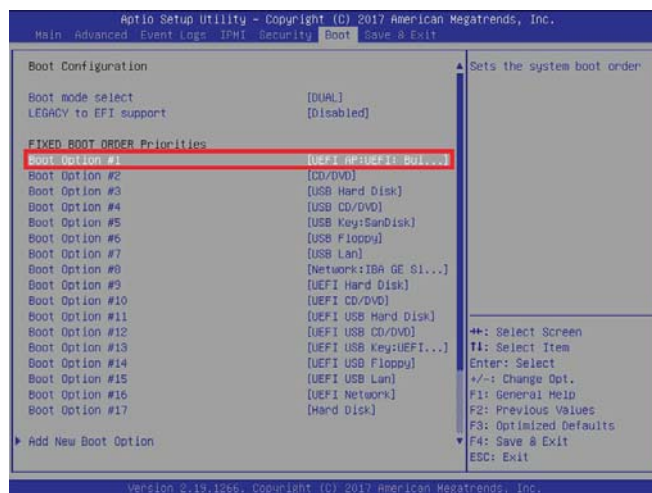 Aptio Setup Utility – Copyright (C) 2017 American Megatrends, Inc.
Main Advanced Event Logs IPMI Security Boot Save & Exit
Boot Configuration
Boot mode select [DUAL]
LEGACY to EFI support [Disabled]
FIXED BOOT ORDER Priorities
Boot Option #1 [UEFI AP:UEFI: Bui...]
Boot Option #2 [CD/DVD]
Boot Option #3 [USB Hard Disk]
Boot Option #4 [USB CD/DVD]
Boot Option #5 [USB Key:SanDisk]
Boot Option #6 [USB Floppy]
Boot Option #7 [USB Lan]
Boot Option #8 [Network:IBA GE Sl...]
Boot Option #9 [UEFI Hard Disk]
Boot Option #10 [UEFI CD/DVD]
Boot Option #11 [UEFI USB Hard Disk]
Boot Option #12 [UEFI USB CD/DVD]
Boot Option #13 [UEFI USB Key:UEFI...]
Boot Option #14 [UEFI USB Floppy]
Boot Option #15 [UEFI USB Lan]
Boot Option #16 [UEFI Network]
Boot Option #17 [Hard Disk]
Add New Boot Option
Sets the system boot order
++: Select Screen
↑↓: Select Item
Enter: Select
+/-: Change Opt.
F1: General Help
F2: Previous Values
F3: Optimized Defaults
F4: Save & Exit
ESC: Exit
Version 2.19.1266. Copyright (C) 2017 American Megatrends, Inc.